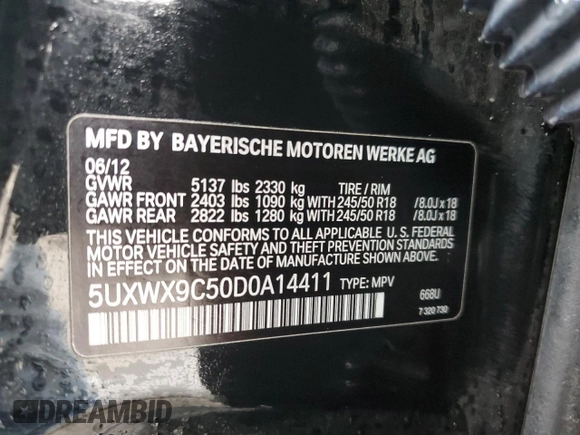 MFD BY BAYERISCHE MOTOREN WERKE AG
06/12
GVWR 5137 lbs 2330 kg TIRE / RIM
GAWR FRONT 2403 lbs 1090 kg WITH 245/50 R18 /8.0J x 18
GAWR REAR 2822 lbs 1280 kg WITH 245/50 R18 /8.0J x 18
THIS VEHICLE CONFORMS TO ALL APPLICABLE U. S. FEDERAL
MOTOR VEHICLE SAFETY AND THEFT PREVENTION STANDARDS
IN EFFECT ON THE DATE OF MANUFACTURE SHOWN ABOVE.
5UXWX9C50D0A14411 TYPE: MPV
668U
7 320 730
DREAMBID